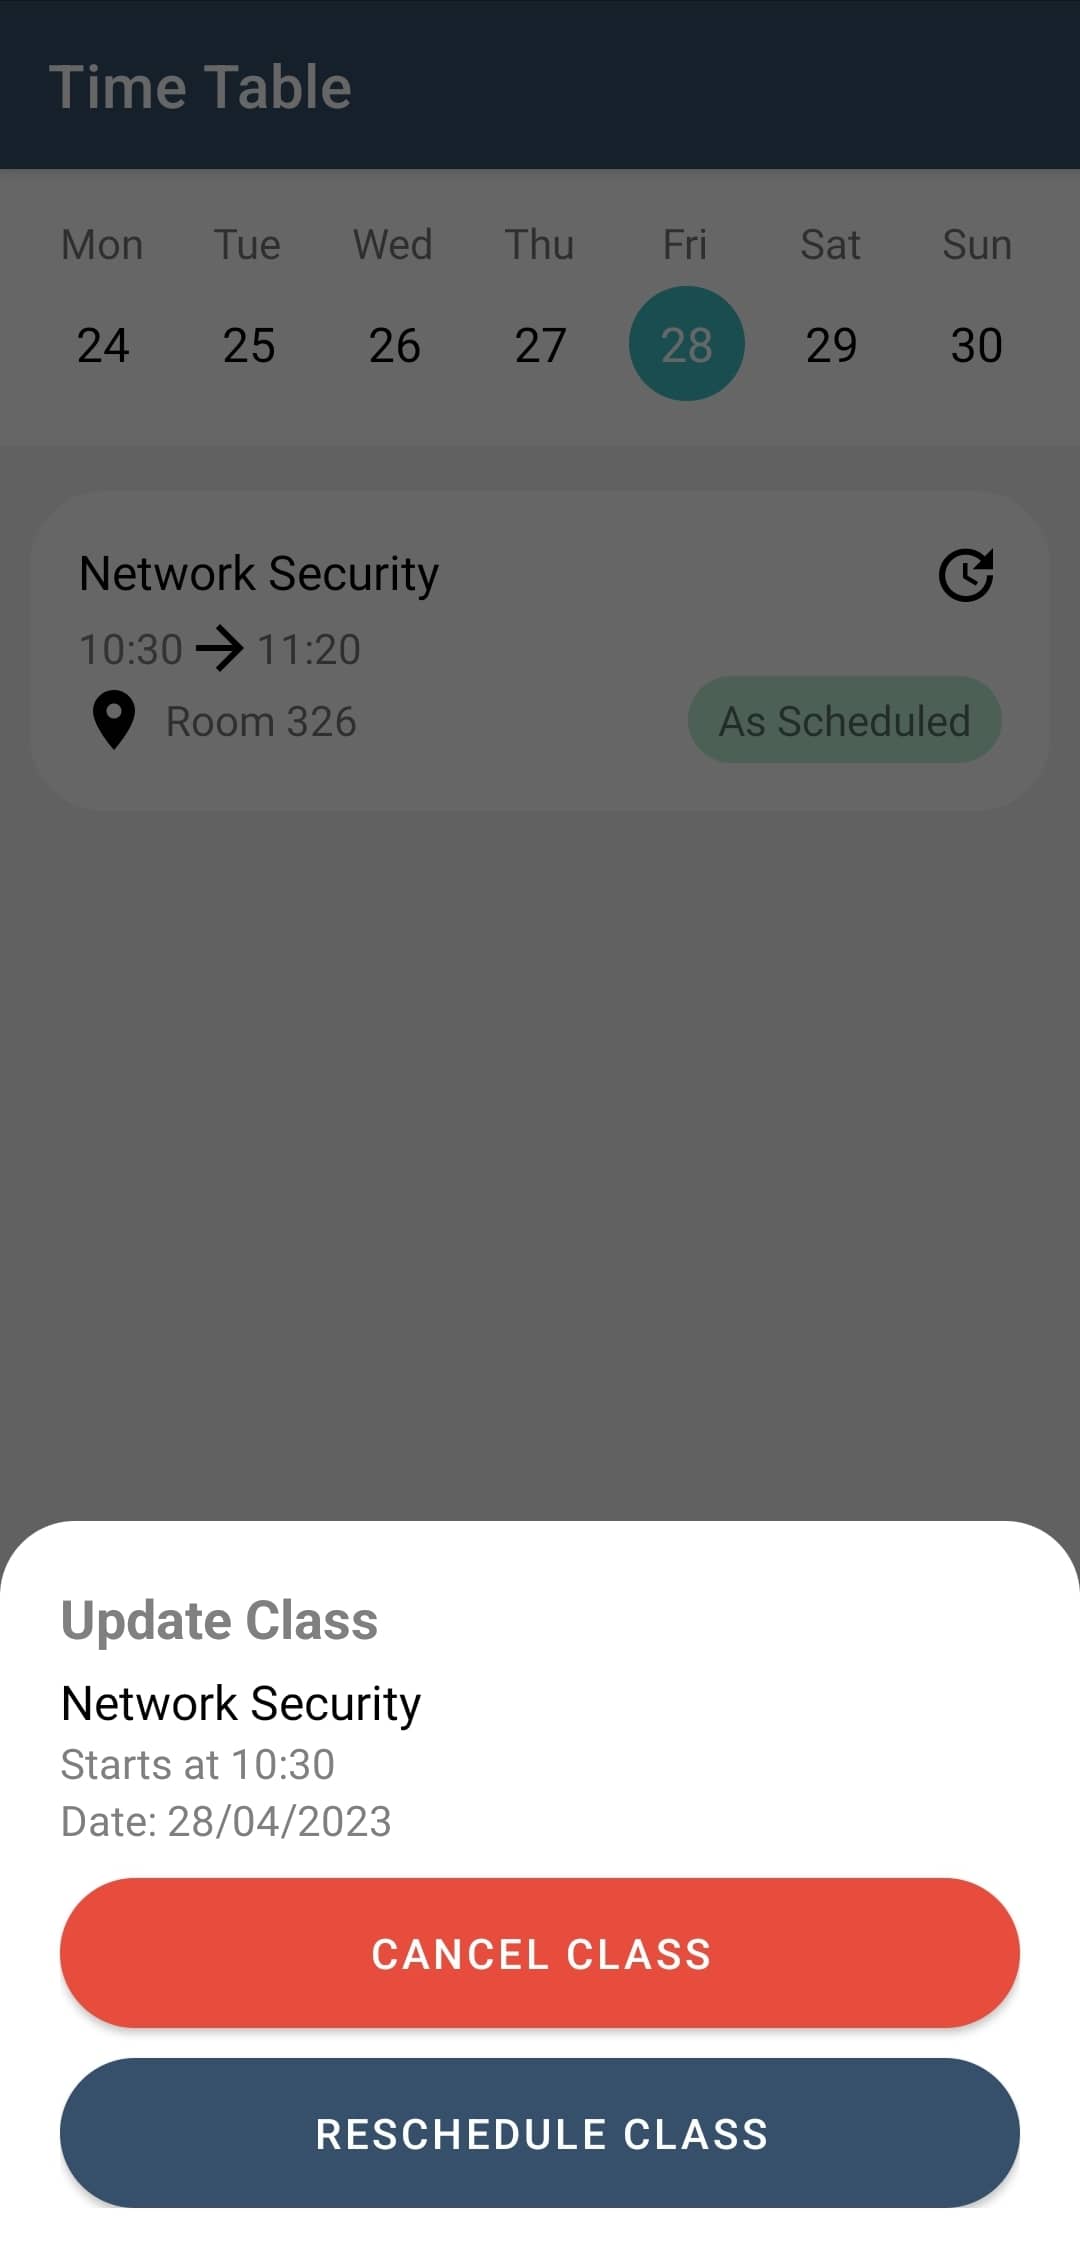 Time Table
Mon Tue Wed Thu Fri Sat Sun
24 25 26 27 28 29 30
Network Security
10:30 → 11:20
Room 326
As Scheduled
Update Class
Network Security
Starts at 10:30
Date: 28/04/2023
CANCEL CLASS
RESCHEDULE CLASS